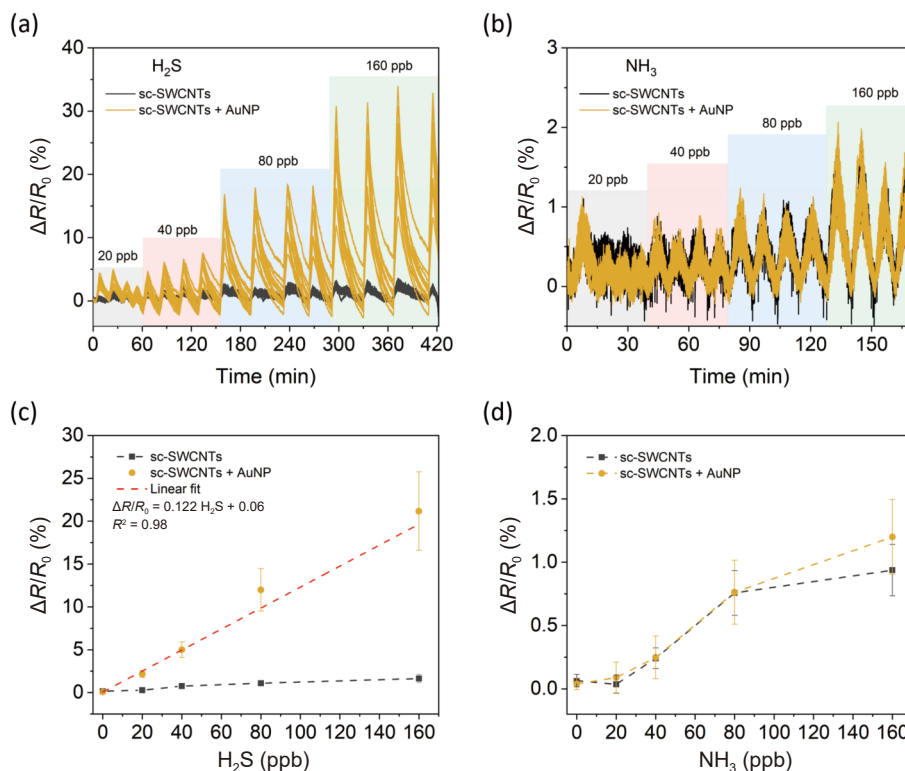 (a)
H₂S
sc-SWCNTs
sc-SWCNTs + AuNP
20 ppb
40 ppb
80 ppb
160 ppb
ΔR/R₀ (%)
40
30
20
10
0
0 60 120 180 240 300 360 420
Time (min)
(b)
NH₃
sc-SWCNTs
sc-SWCNTs + AuNP
20 ppb
40 ppb
80 ppb
160 ppb
ΔR/R₀ (%)
3
2
1
0
0 30 60 90 120 150
Time (min)
(c)
sc-SWCNTs
sc-SWCNTs + AuNP
Linear fit
ΔR/R₀ = 0.122 H₂S + 0.06
R² = 0.98
ΔR/R₀ (%)
30
25
20
15
10
5
0
0 20 40 60 80 100 120 140 160
H₂S (ppb)
(d)
sc-SWCNTs
sc-SWCNTs + AuNP
ΔR/R₀ (%)
2.0
1.5
1.0
0.5
0.0
0 20 40 60 80 100 120 140 160
NH₃ (ppb)